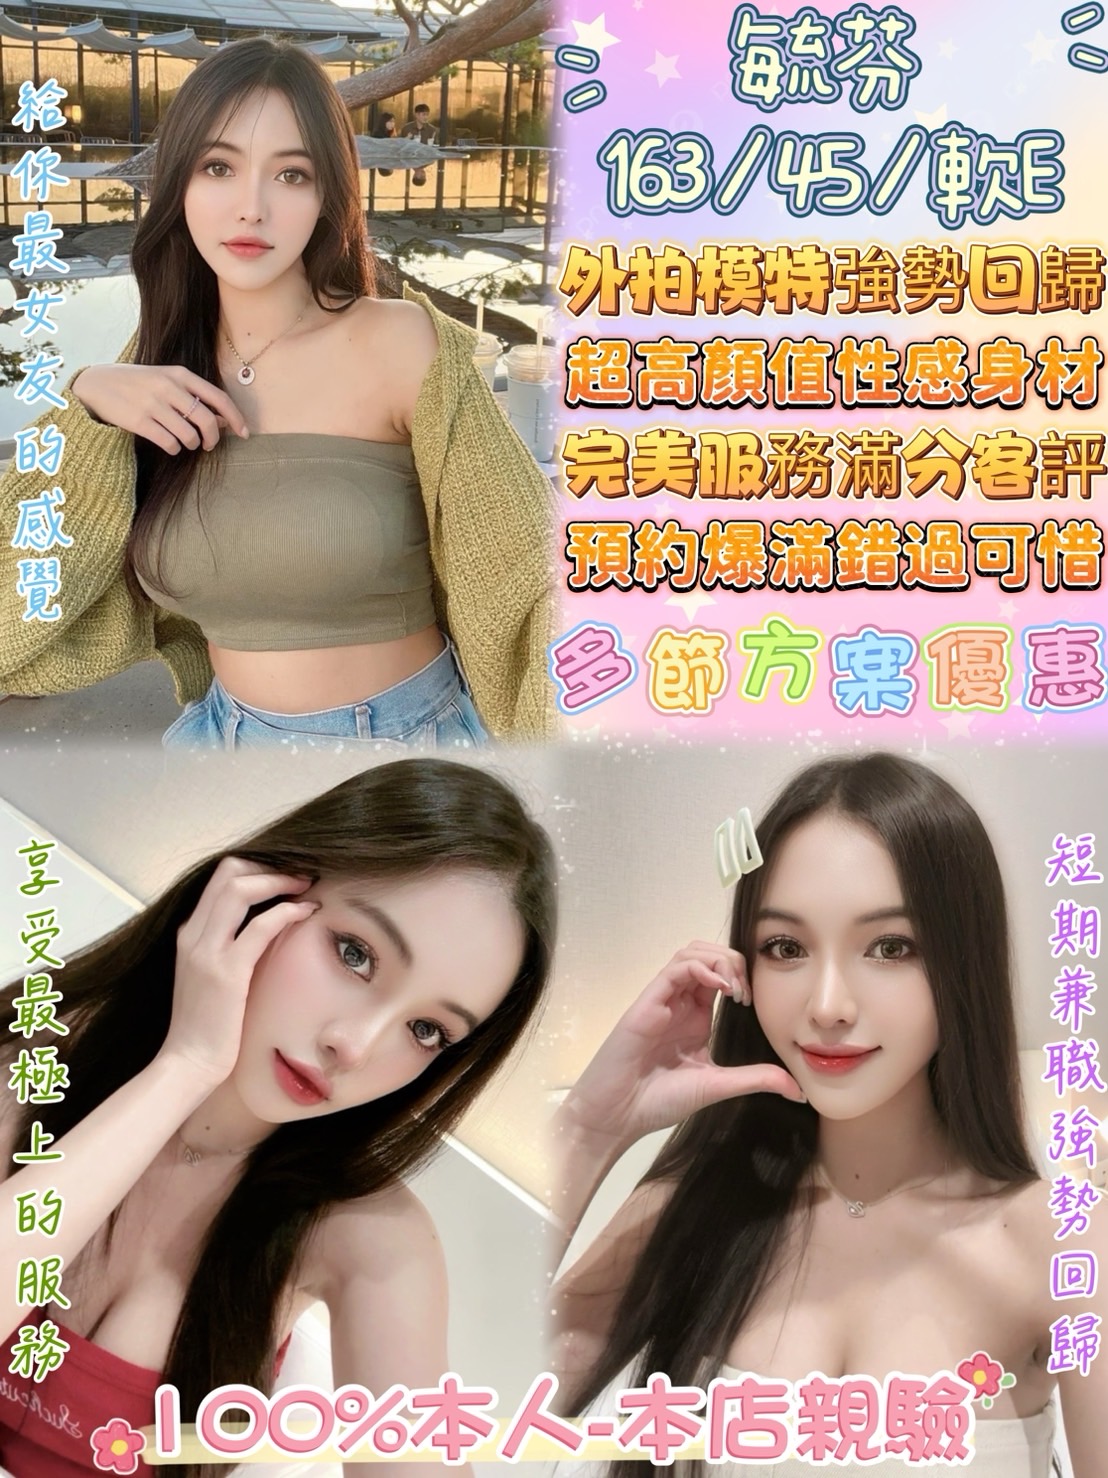 毓芬
163/45/軟E
外拍模特強勢回歸
超高顏值性感身材
完美服務滿分客評
預約爆滿錯過可惜
多節方案優惠
給你最女友的感覺
享受最極上的服務
短期兼職強勢回歸
100%本人-本店親驗